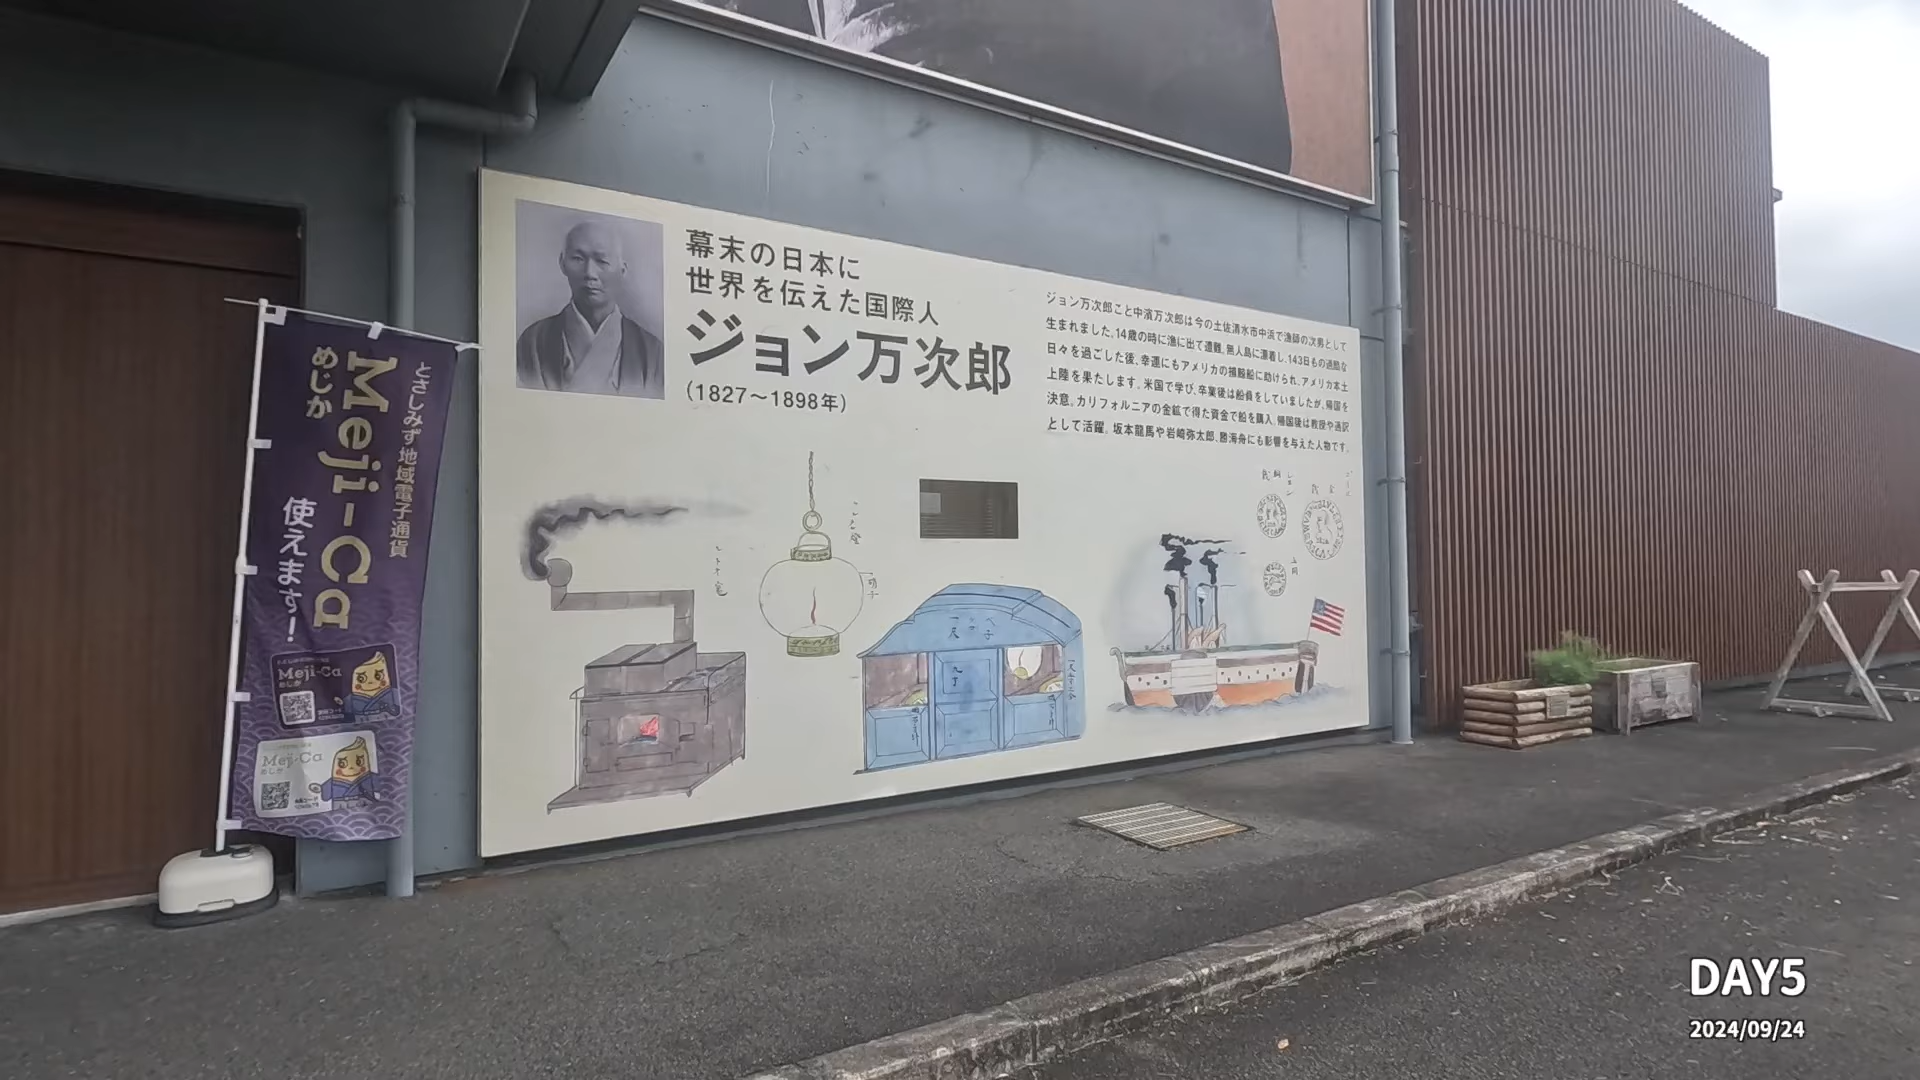 幕末の日本に
世界を伝えた国際人
ジョン万次郎
(1827〜1898年)
ジョン万次郎こと中濱万次郎は今の土佐清水市中浜で漁師の次男として
生まれました。14歳の時に漁に出て遭難。無人島に漂着し、143日もの過酷な
日々を過ごした後、幸運にもアメリカの捕鯨船に助けられ、アメリカ本土
上陸を果たします。米国で学び、卒業後は船員をしていましたが、帰国を
決意。カリフォルニアの金鉱で得た資金で船を購入。帰国後は教授や通訳
として活躍。坂本龍馬や岩崎弥太郎、勝海舟にも影響を与えた人物です。
とさしみず地域電子通貨
Meji-Ca
めじか
使えます!
Meji-Ca
めじか
Meji-Ca
めじか
DAY5
2024/09/24